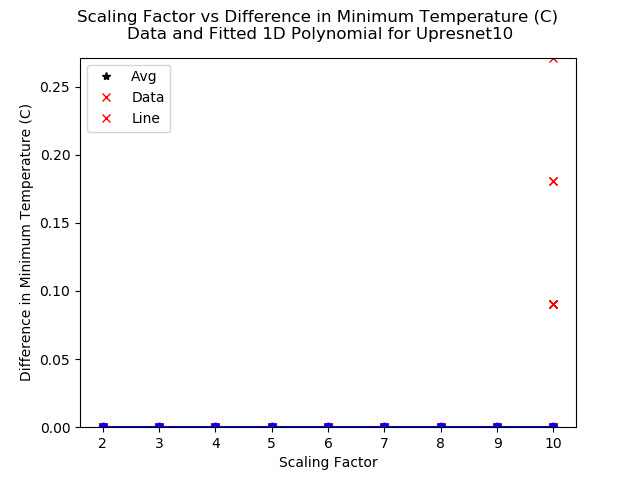 Scaling Factor vs Difference in Minimum Temperature (C)
Data and Fitted 1D Polynomial for Upresnet10
Avg
Data
Line
Difference in Minimum Temperature (C)
0.25
0.20
0.15
0.10
0.05
0.00
2 3 4 5 6 7 8 9 10
Scaling Factor